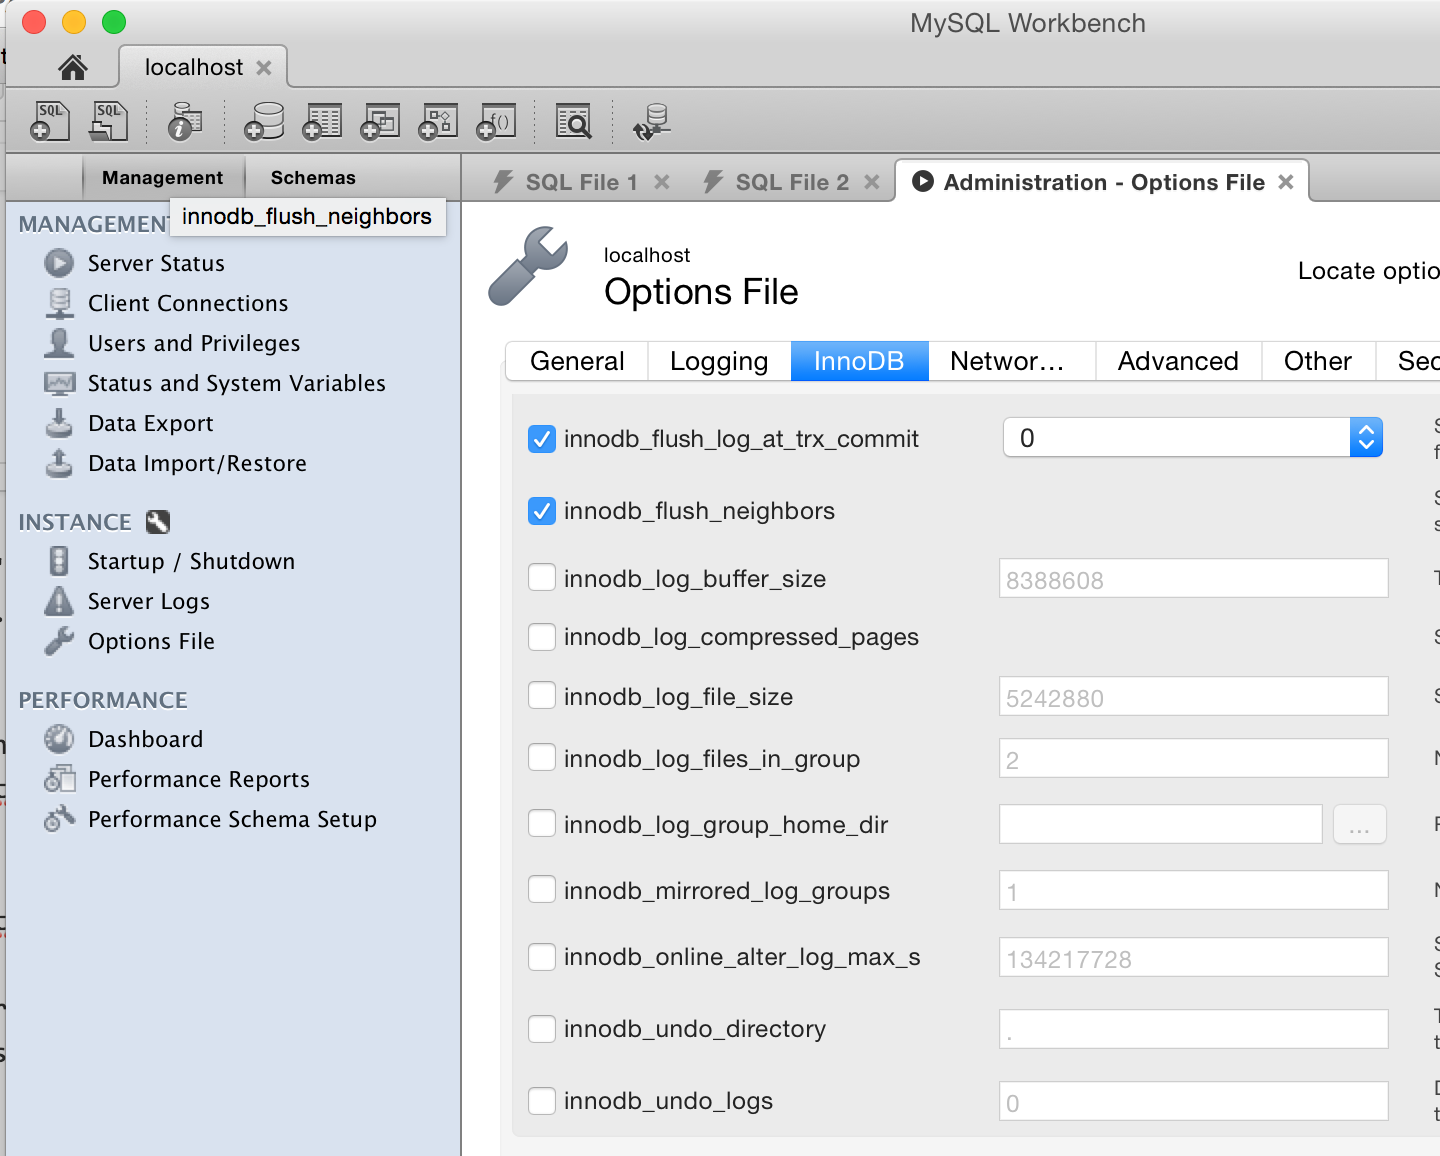 MySQL Workbench
localhost
SQL
SQL
Management
Schemas
SQL File 1
SQL File 2
Administration - Options File
innodb_flush_neighbors
Server Status
Client Connections
Users and Privileges
Status and System Variables
Data Export
Data Import/Restore
INSTANCE
Startup / Shutdown
Server Logs
Options File
PERFORMANCE
Dashboard
Performance Reports
Performance Schema Setup
localhost
Options File
Locate
General
Logging
InnoDB
Networ...
Advanced
Other
innodb_flush_log_at_trx_commit
0
innodb_flush_neighbors
innodb_log_buffer_size
8388608
innodb_log_compressed_pages
innodb_log_file_size
5242880
innodb_log_files_in_group
2
innodb_log_group_home_dir
...
innodb_mirrored_log_groups
1
innodb_online_alter_log_max_s
134217728
innodb_undo_directory
.
innodb_undo_logs
0